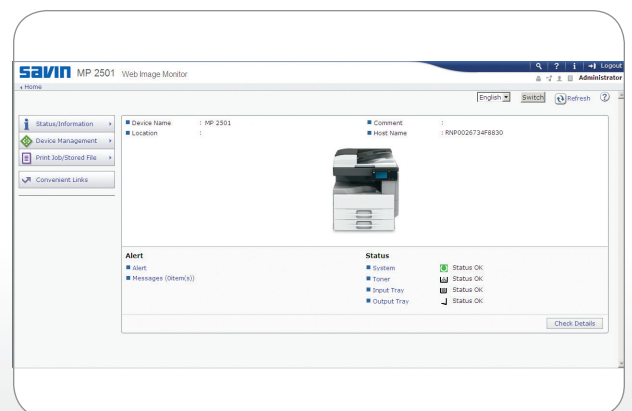 savin MP 2501 Web Image Monitor
? i Logout
Administrator
Home
English Switch Refresh ?
Status/Information
Device Management
Print Job/Stored File
Convenient Links
Device Name : MP 2501 Comment :
Location : Host Name : RNP0026734F8830
Alert Status
Alert System Status OK
Messages (0item(s)) Toner Status OK
Input Tray Status OK
Output Tray Status OK
Check Details